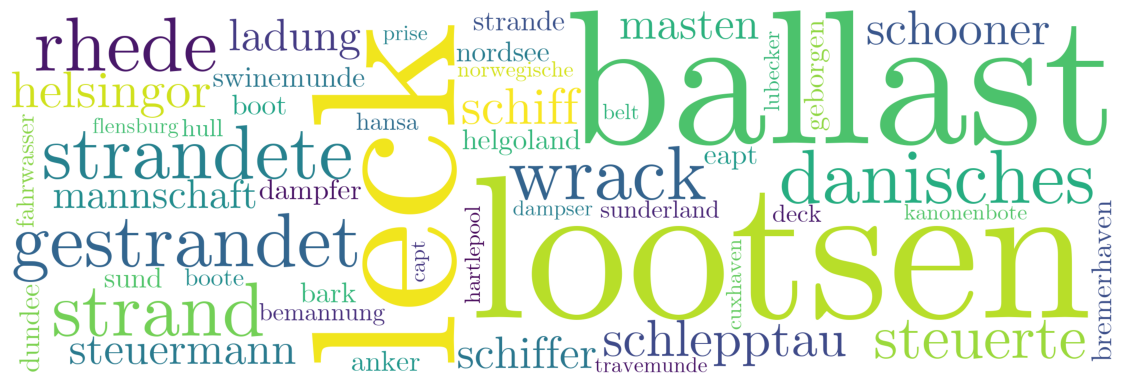 rhede
ladung
prise
strande
masten
schooner
nordsee
norwegische
lubecker
geborgen
ballast
helsingor
swinemunde
boot
leck
schiff
belt
hansa
flensburg
hull
helgoland
eapt
fahrwasser
strandete
mannschaft
dampfer
wrack
danisches
dampser
sunderland
deck
kanonenbote
gestrandet
capt
hartlepool
lootsen
cuxhaven
bremerhaven
sund
boote
dundee
strand
bark
bemannung
steuermann
anker
schiffer
schlepptau
travemunde
steuerte